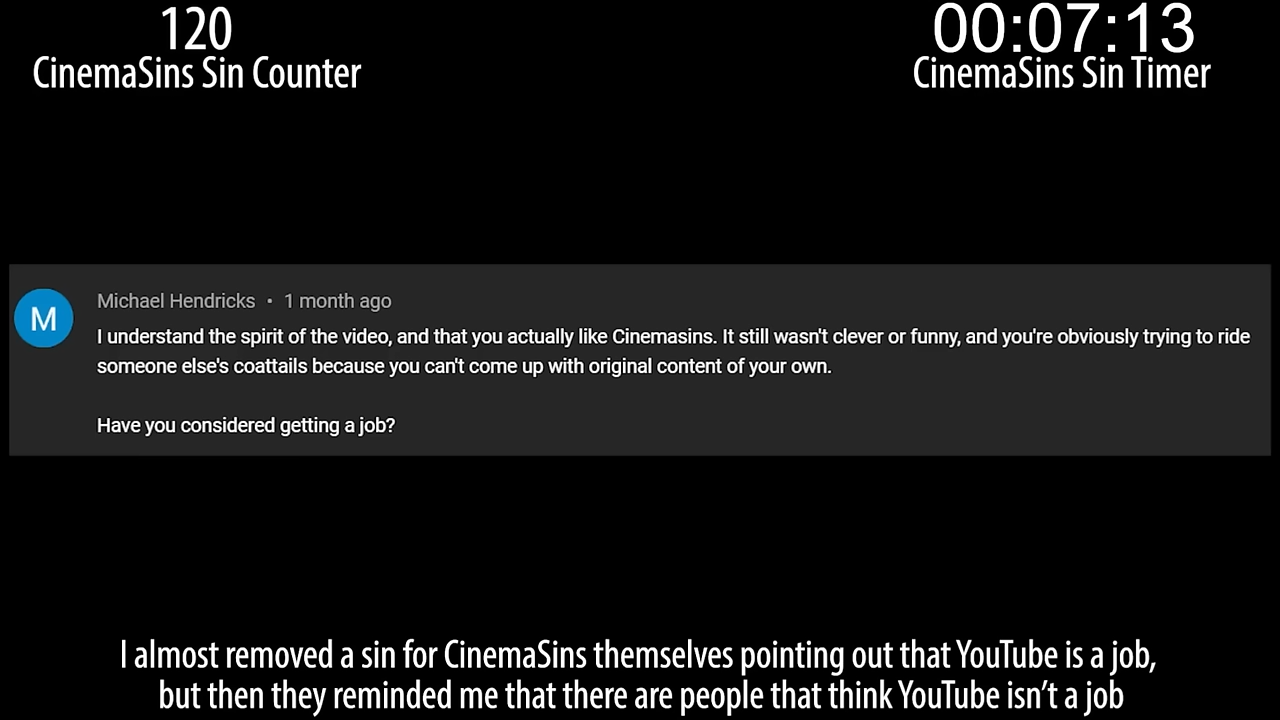 120
CinemaSins Sin Counter
00:07:13
CinemaSins Sin Timer
M
Michael Hendricks • 1 month ago
I understand the spirit of the video, and that you actually like Cinemasins. It still wasn't clever or funny, and you're obviously trying to ride
someone else's coattails because you can't come up with original content of your own.
Have you considered getting a job?
I almost removed a sin for CinemaSins themselves pointing out that YouTube is a job,
but then they reminded me that there are people that think YouTube isn’t a job